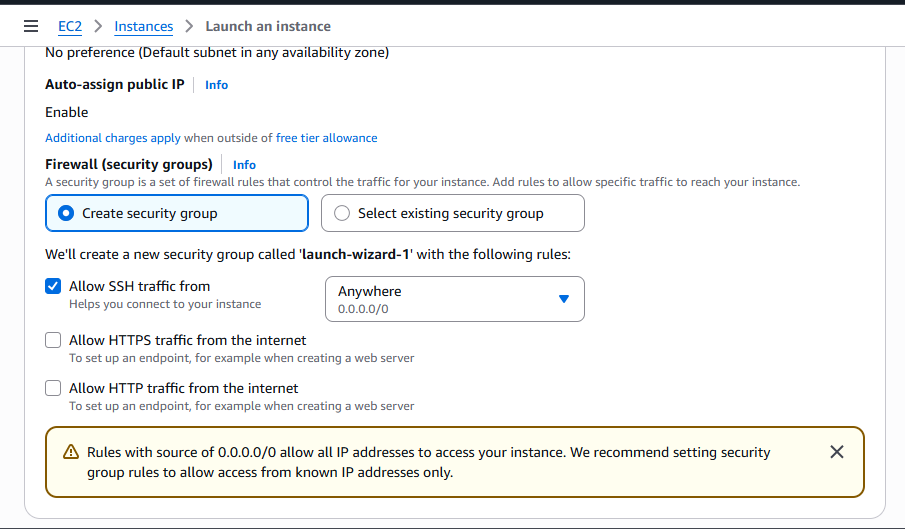 EC2 > Instances > Launch an instance
No preference (Default subnet in any availability zone)
Auto-assign public IP | Info
Enable
Additional charges apply when outside of free tier allowance
Firewall (security groups) | Info
A security group is a set of firewall rules that control the traffic for your instance. Add rules to allow specific traffic to reach your instance.
Create security group
Select existing security group
We'll create a new security group called 'launch-wizard-1' with the following rules:
Allow SSH traffic from
Helps you connect to your instance
Anywhere
0.0.0.0/0
Allow HTTPS traffic from the internet
To set up an endpoint, for example when creating a web server
Allow HTTP traffic from the internet
To set up an endpoint, for example when creating a web server
Rules with source of 0.0.0.0/0 allow all IP addresses to access your instance. We recommend setting security
group rules to allow access from known IP addresses only.